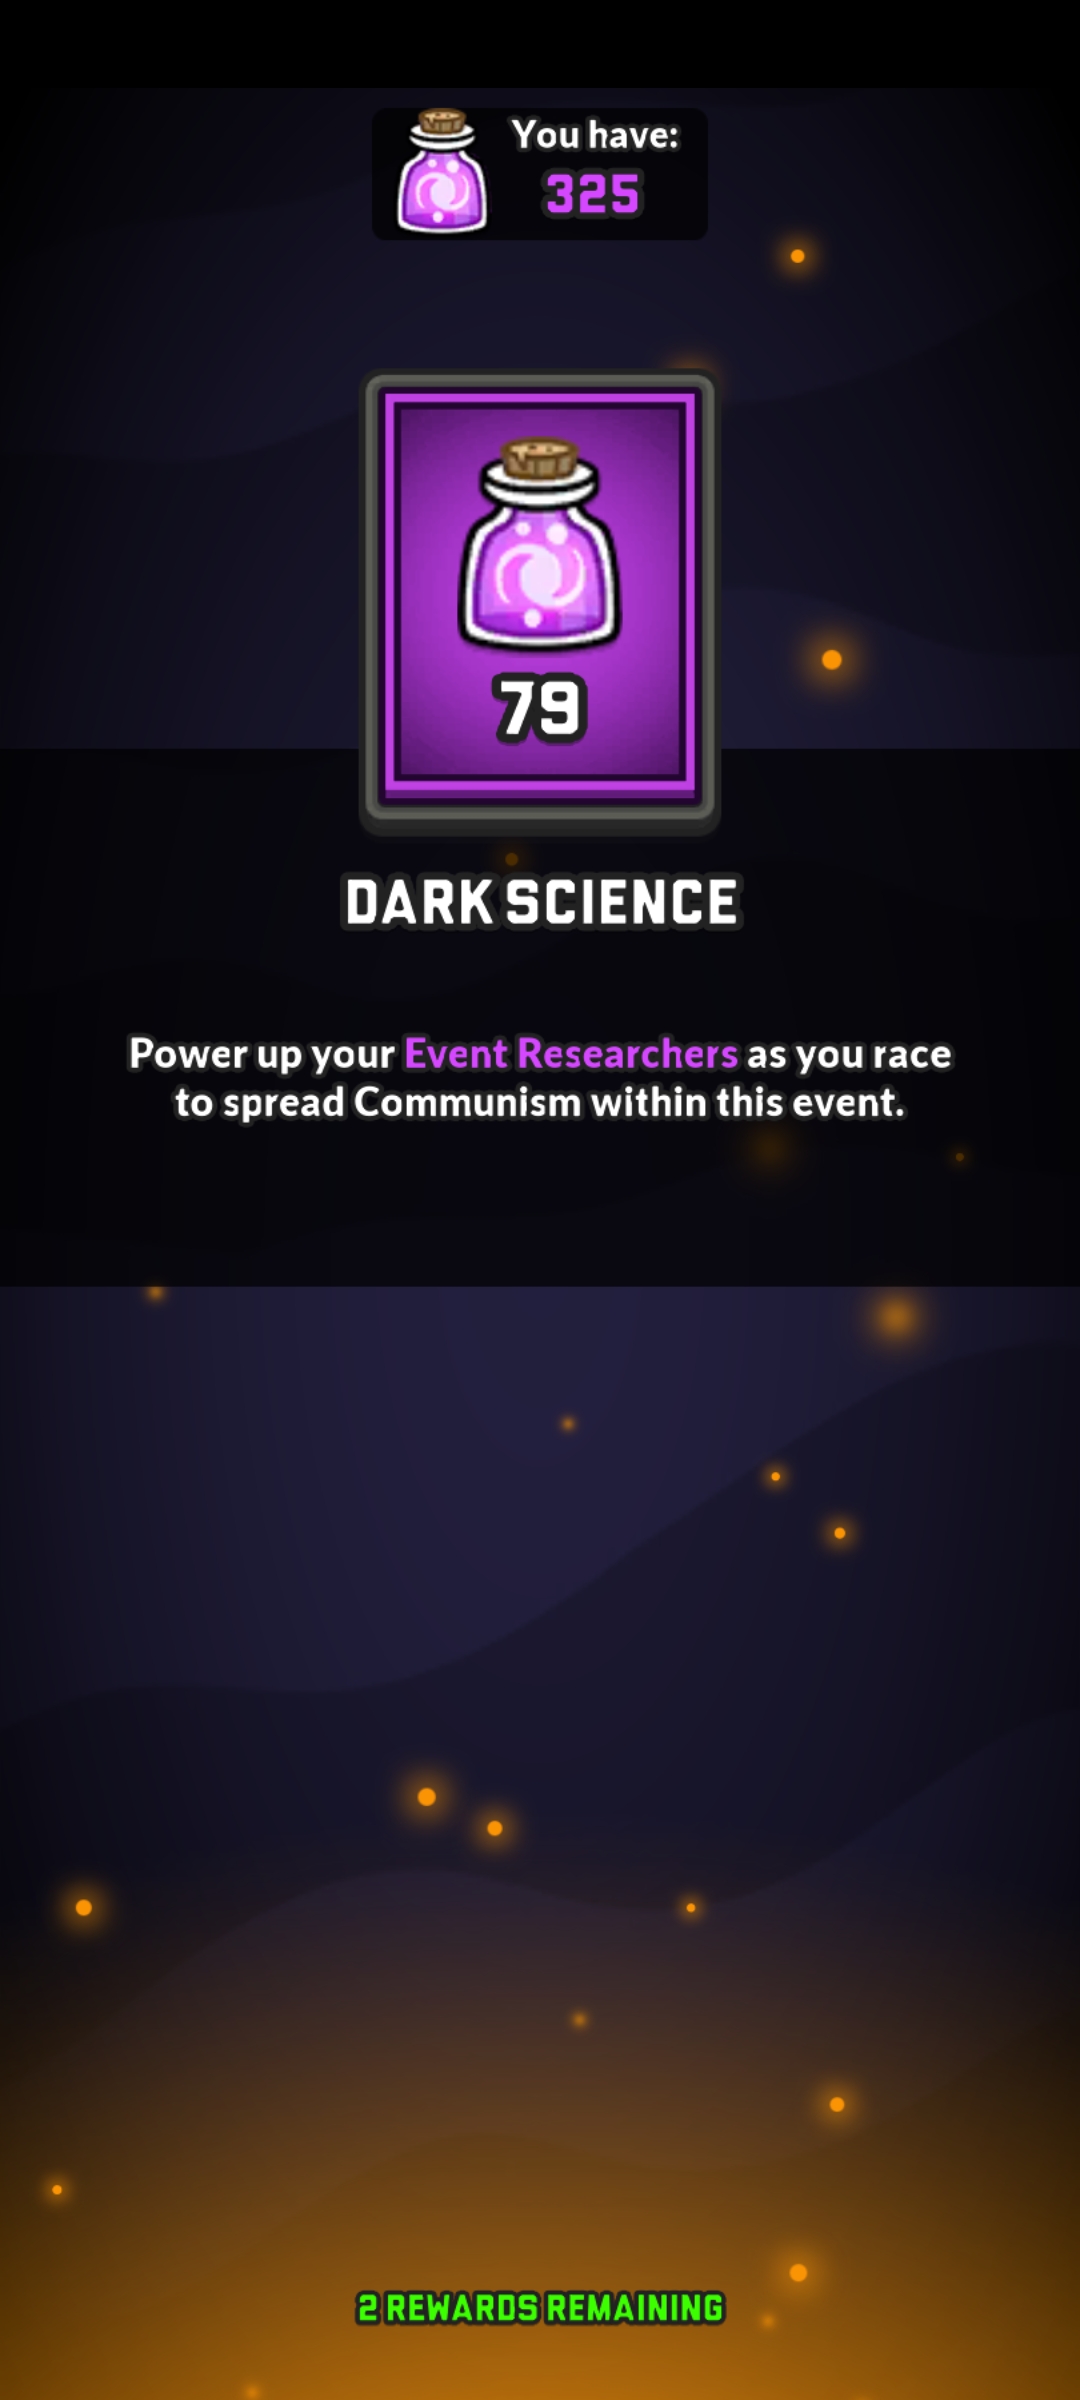 You have:
325
79
DARK SCIENCE
Power up your Event Researchers as you race
to spread Communism within this event.
2 REWARDS REMAINING